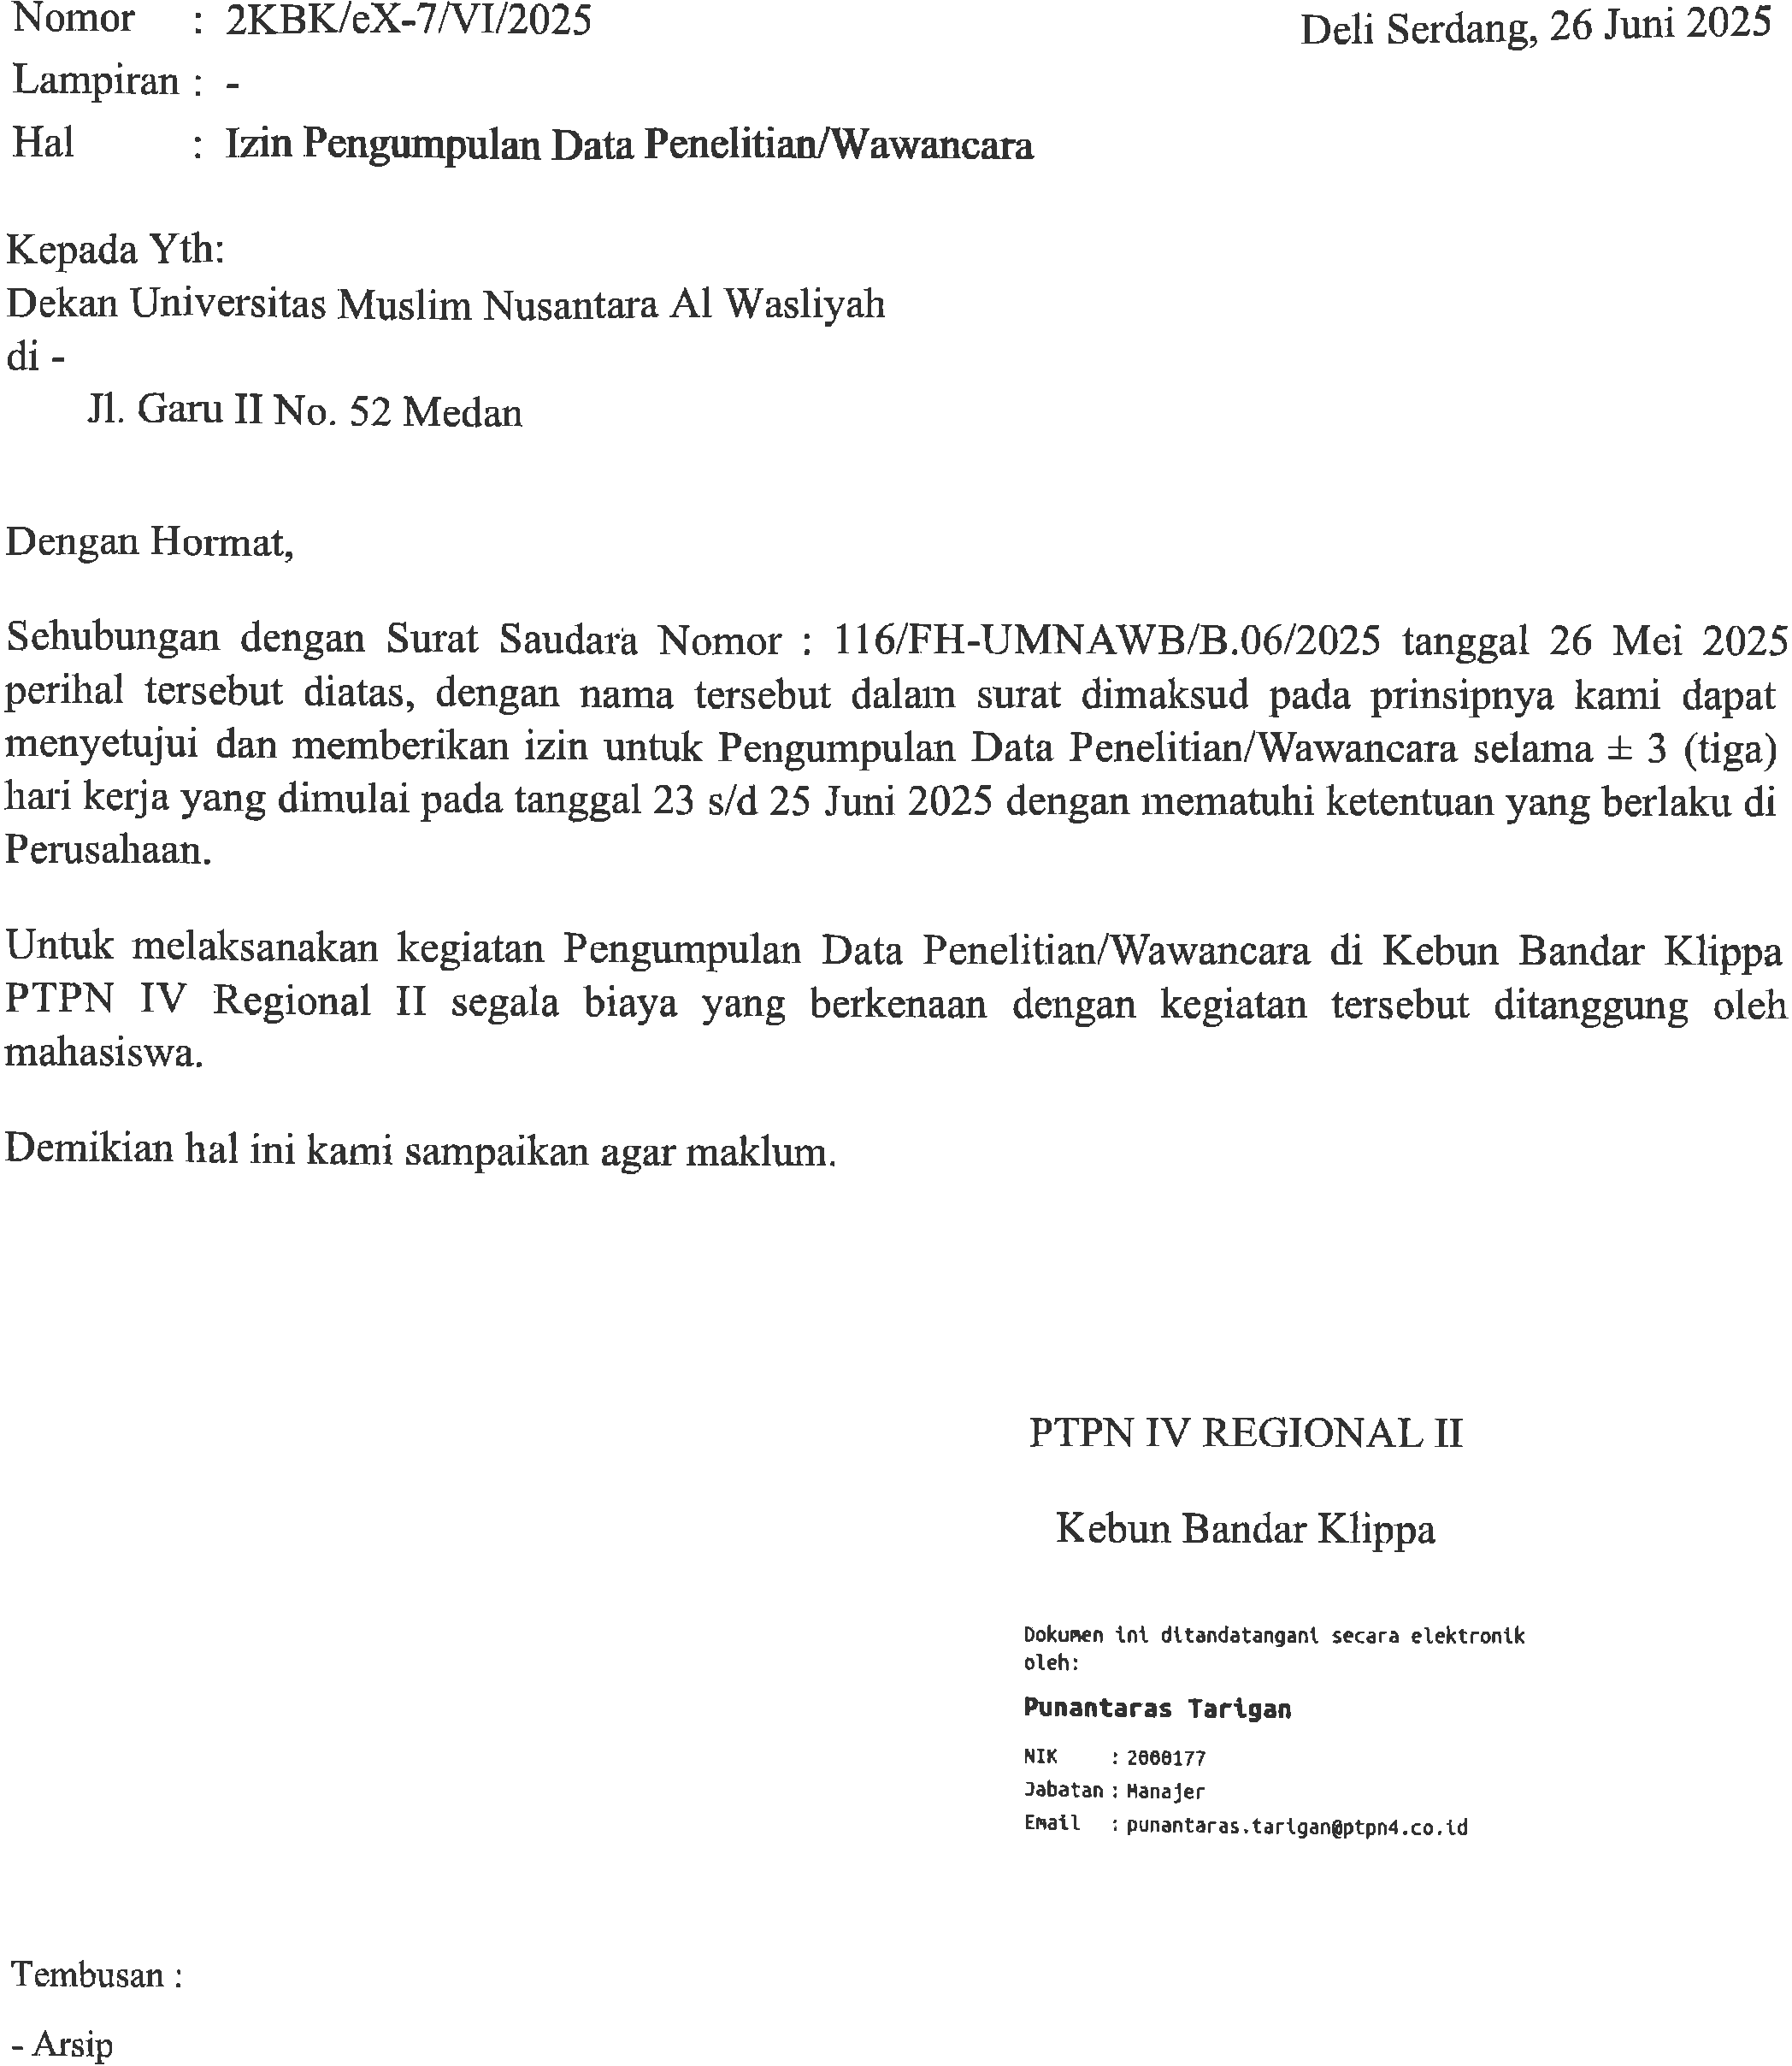 Nomor : 2KBK/eX-7/VI/2025 Deli Serdang, 26 Juni 2025
Lampiran : -
Hal : Izin Pengumpulan Data Penelitian/Wawancara
Kepada Yth:
Dekan Universitas Muslim Nusantara Al Wasliyah
di -
Jl. Garu II No. 52 Medan
Dengan Hormat,
Sehubungan dengan Surat Saudara Nomor : 116/FH-UMNAWB/B.06/2025 tanggal 26 Mei 2025
perihal tersebut diatas, dengan nama tersebut dalam surat dimaksud pada prinsipnya kami dapat
menyetujui dan memberikan izin untuk Pengumpulan Data Penelitian/Wawancara selama ± 3 (tiga)
hari kerja yang dimulai pada tanggal 23 s/d 25 Juni 2025 dengan mematuhi ketentuan yang berlaku di
Perusahaan.
Untuk melaksanakan kegiatan Pengumpulan Data Penelitian/Wawancara di Kebun Bandar Klippa
PTPN IV Regional II segala biaya yang berkenaan dengan kegiatan tersebut ditanggung oleh
mahasiswa.
Demikian hal ini kami sampaikan agar maklum.
PTPN IV REGIONAL II
Kebun Bandar Klippa
Dokumen ini ditandatangani secara elektronik
oleh:
Punantaras Tarigan
NIK : 2000177
Jabatan : Manajer
Email : punantaras.tarigan@ptpn4.co.id
Tembusan :
- Arsip